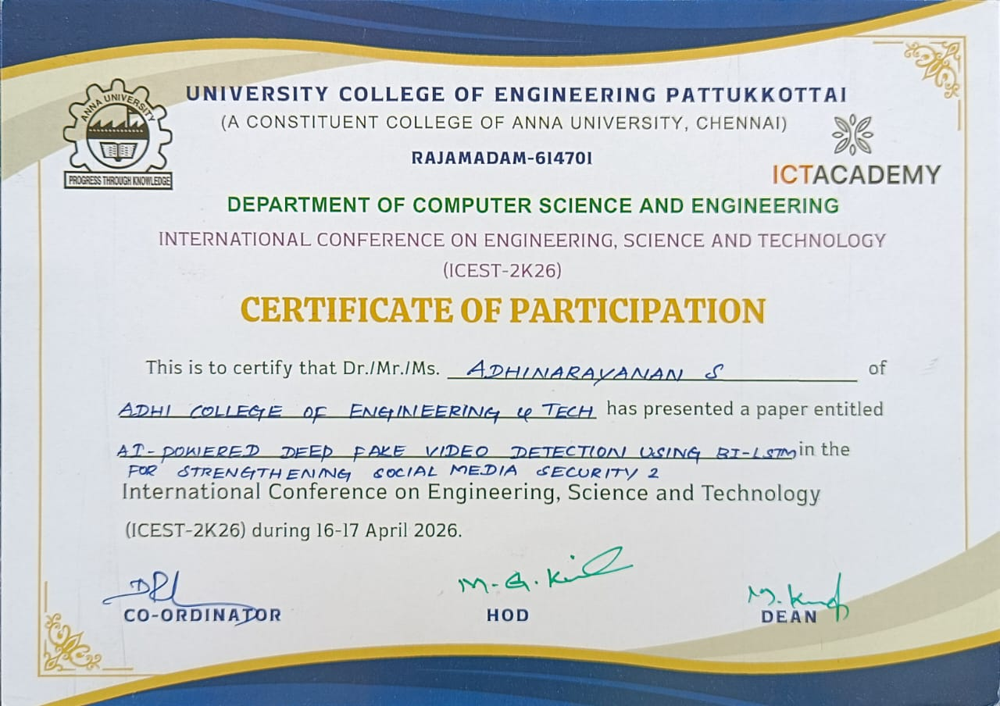 UNIVERSITY COLLEGE OF ENGINEERING PATTUKKOTTAI
(A CONSTITUENT COLLEGE OF ANNA UNIVERSITY, CHENNAI)
RAJAMADAM-614701
ANNA UNIVERSITY
PROGRESS THROUGH KNOWLEDGE
ICTACADEMY
DEPARTMENT OF COMPUTER SCIENCE AND ENGINEERING
INTERNATIONAL CONFERENCE ON ENGINEERING, SCIENCE AND TECHNOLOGY
(ICEST-2K26)
CERTIFICATE OF PARTICIPATION
This is to certify that Dr./Mr./Ms. ADHINARAYANAN S of
ADHI COLLEGE OF ENGINEERING & TECH has presented a paper entitled
AI-POWERED DEEP FAKE VIDEO DETECTION USING BI-LSTM in the
FOR STRENGTHENING SOCIAL MEDIA SECURITY 2
International Conference on Engineering, Science and Technology
(ICEST-2K26) during 16-17 April 2026.
CO-ORDINATOR
HOD
DEAN